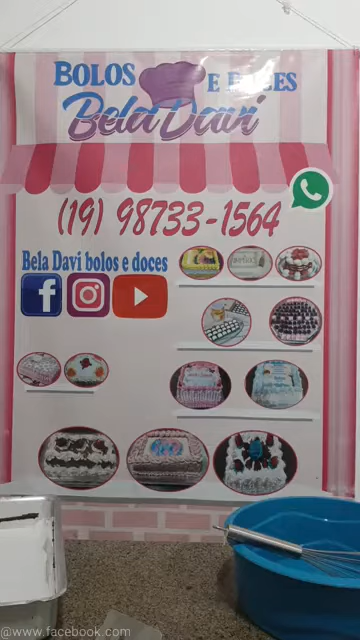 BOLOS E DOCES
Bela Davi
(19) 98733-1564
Bela Davi bolos e doces
@www.facebook.com